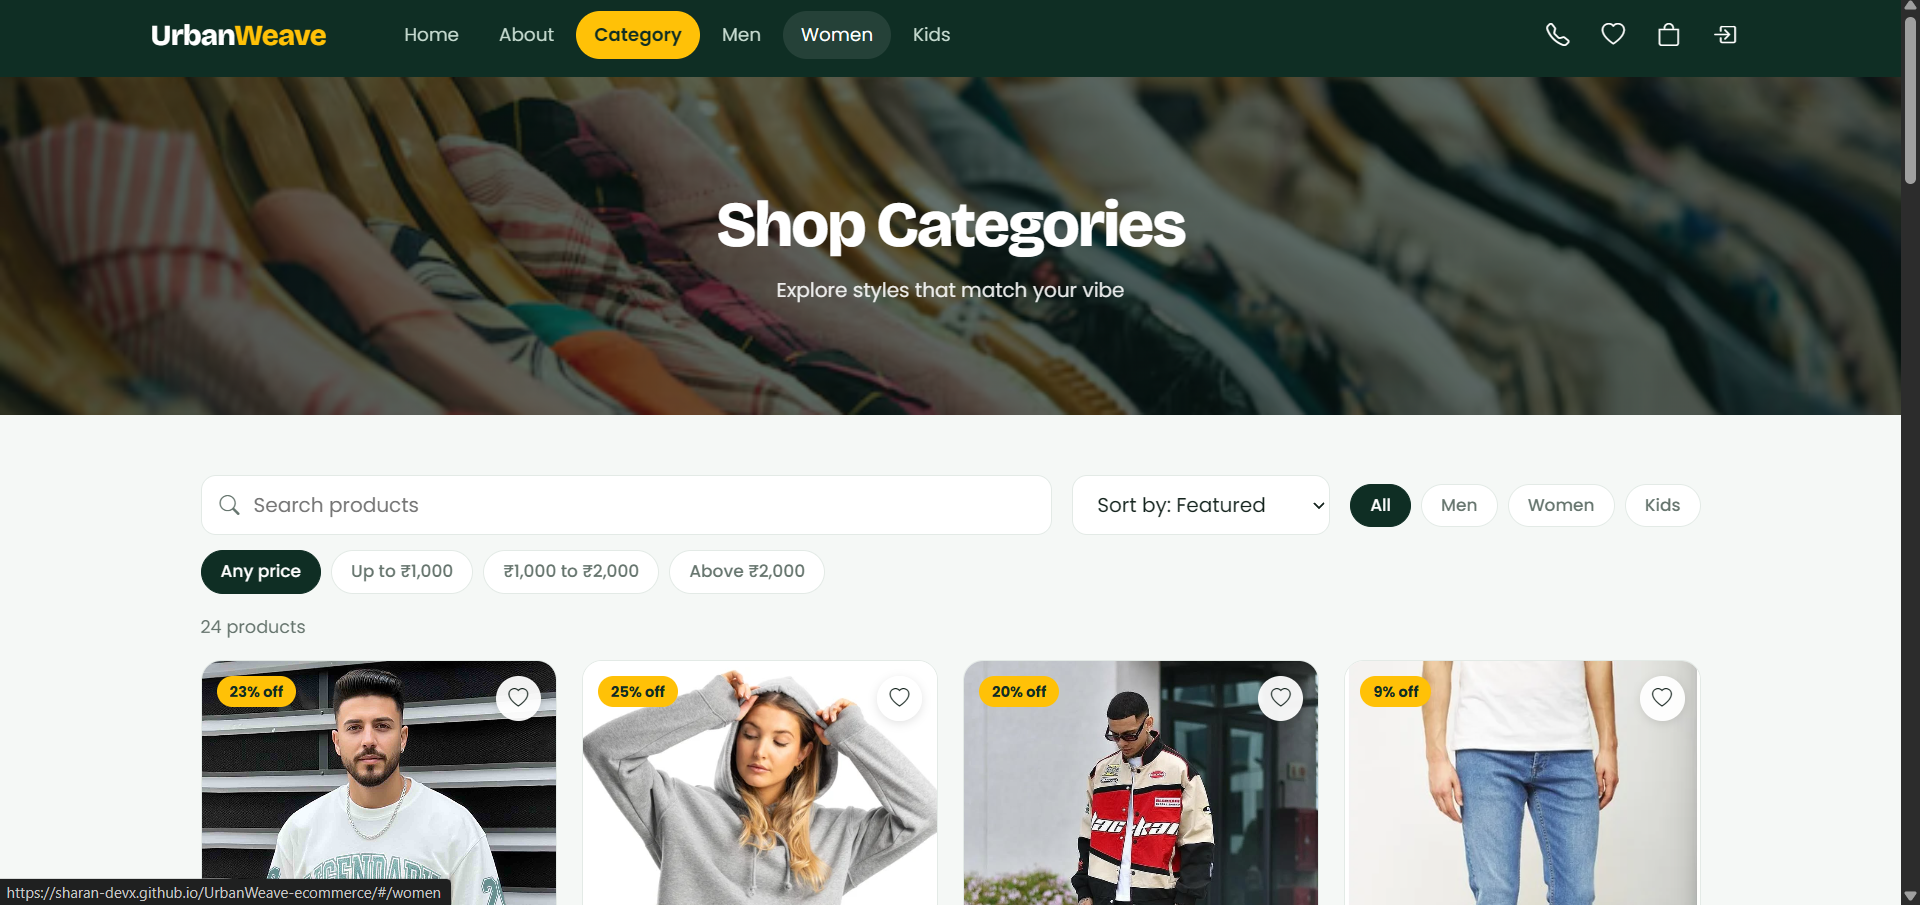 UrbanWeave Home About Category Men Women Kids
Shop Categories
Explore styles that match your vibe
Search products Sort by: Featured All Men Women Kids
Any price Up to ₹1,000 ₹1,000 to ₹2,000 Above ₹2,000
24 products
23% off 25% off 20% off 9% off
https://sharan-devx.github.io/UrbanWeave-ecommerce/#/women